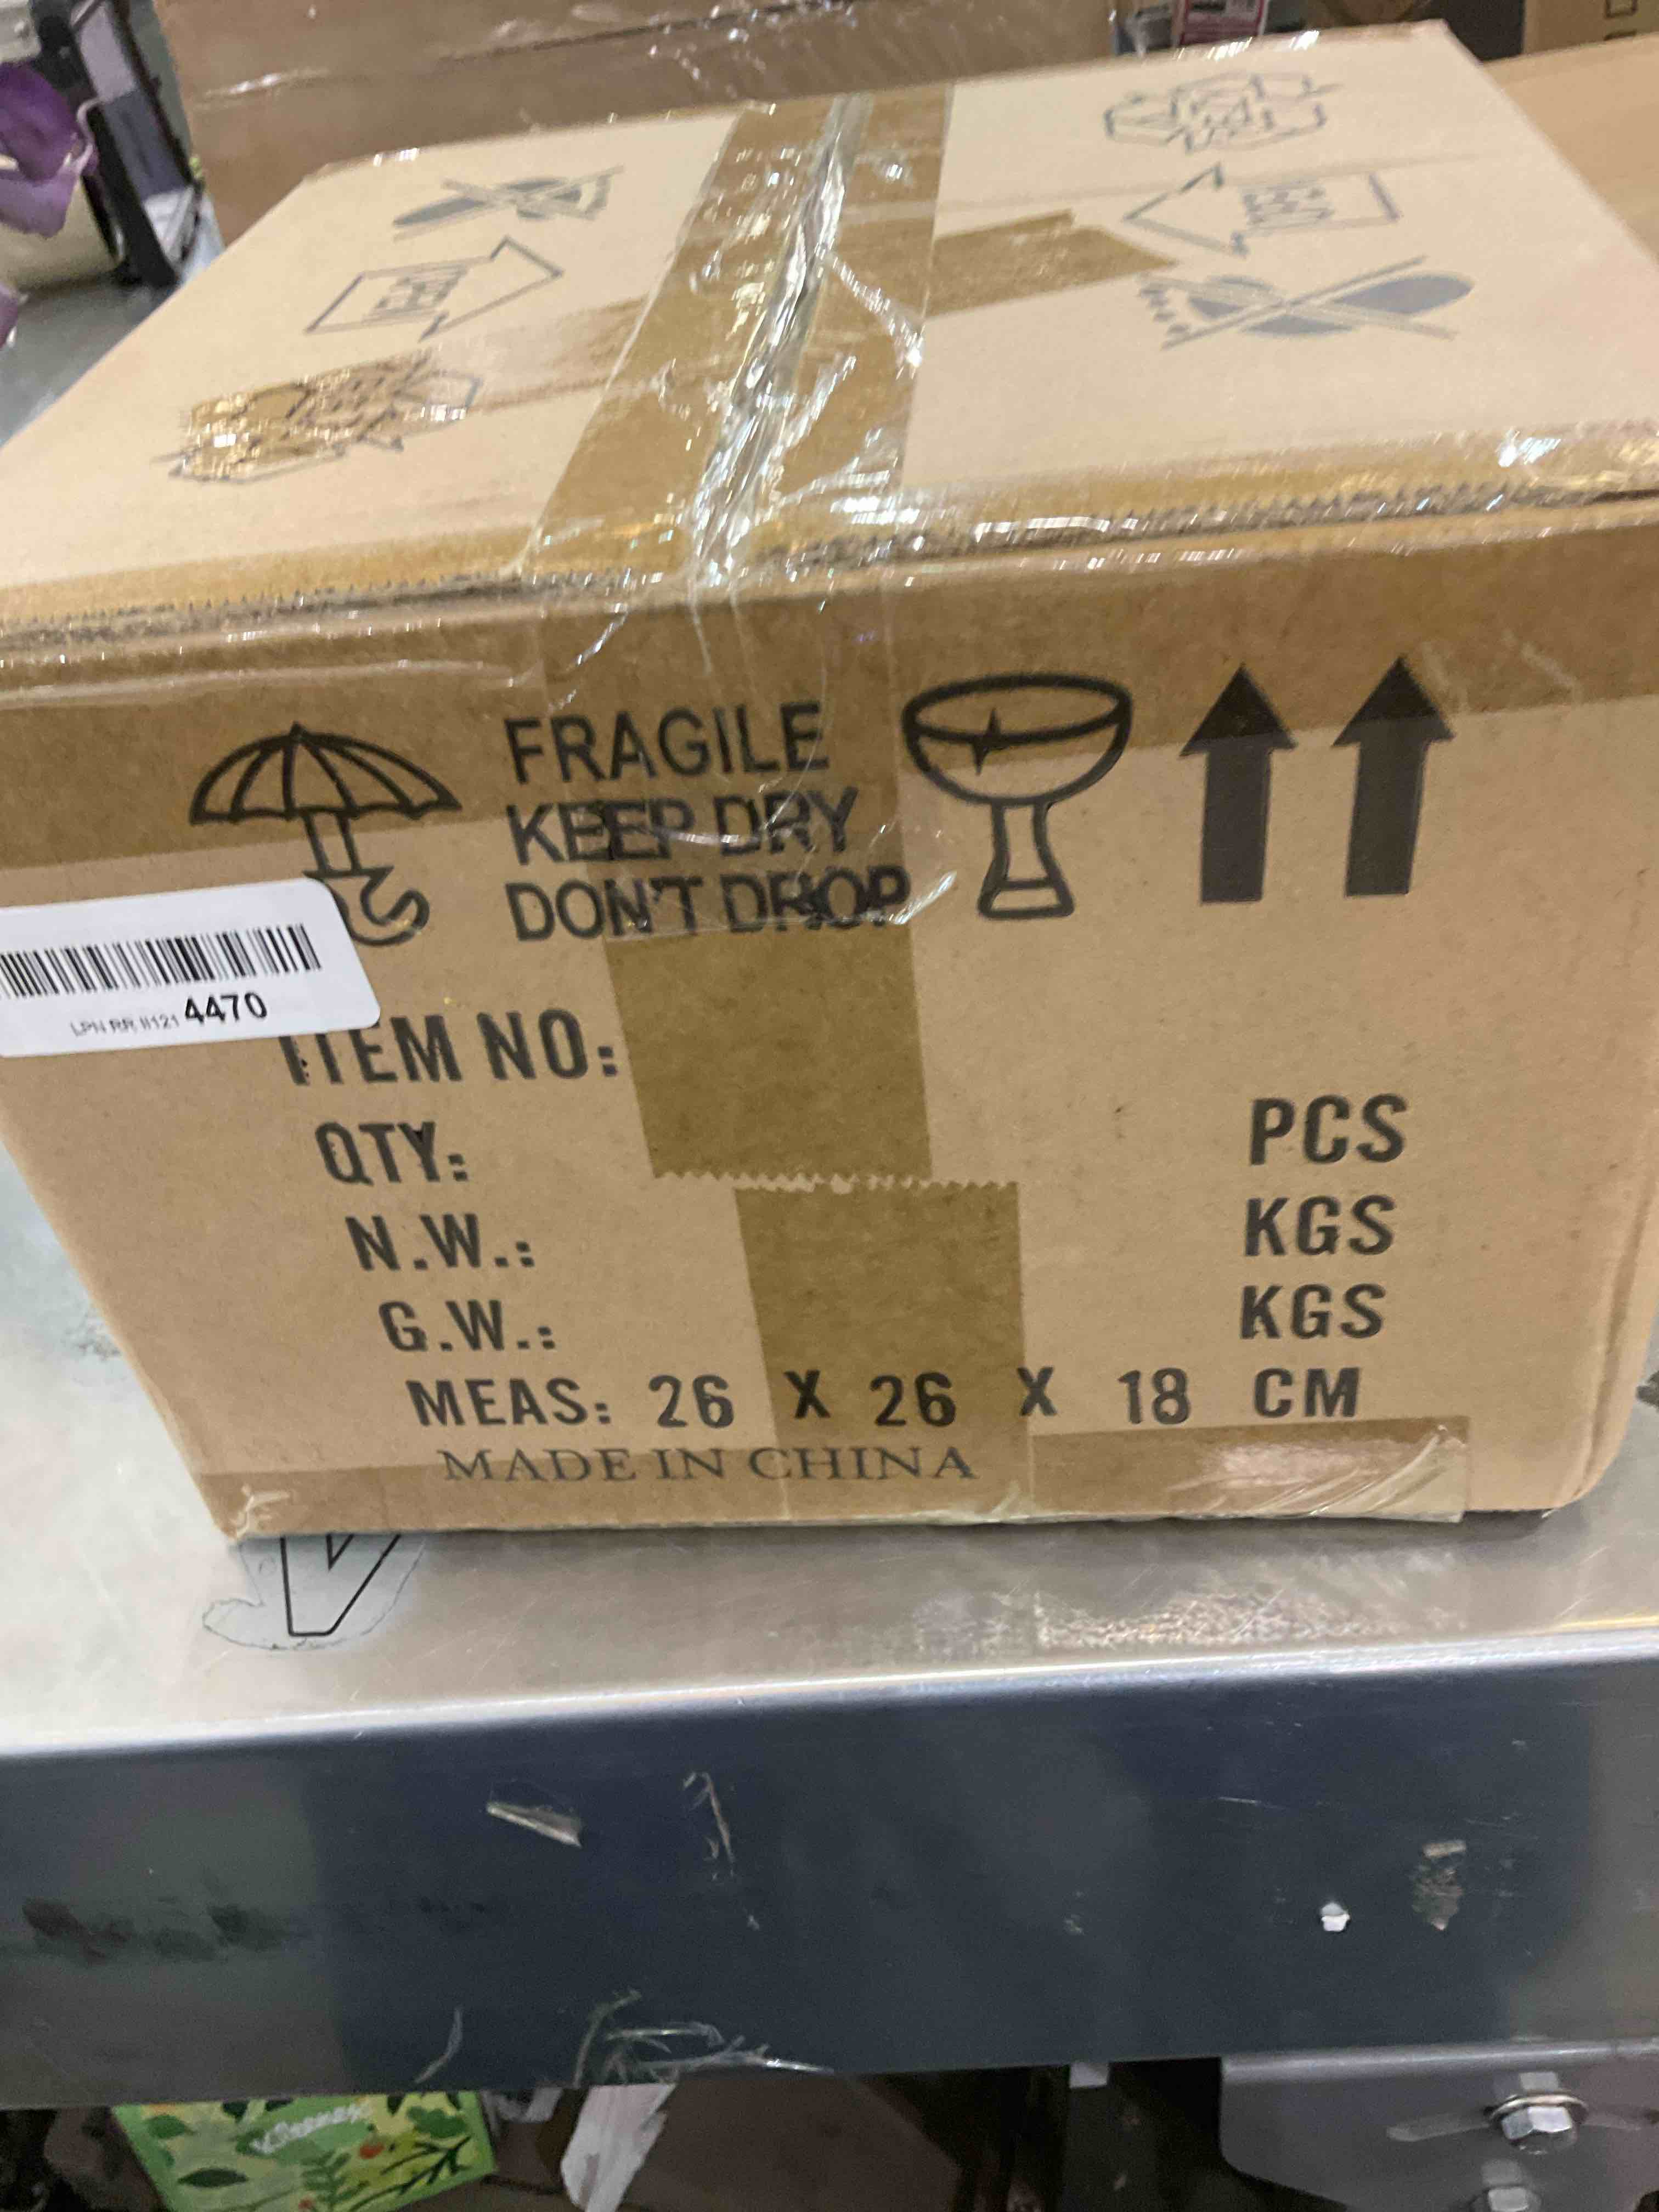 FRAGILE
KEEP DRY
DON'T DROP
4470
ITEM NO:
QTY: PCS
N.W.: KGS
G.W.: KGS
MEAS: 26 X 26 X 18 CM
MADE IN CHINA
Kleenex